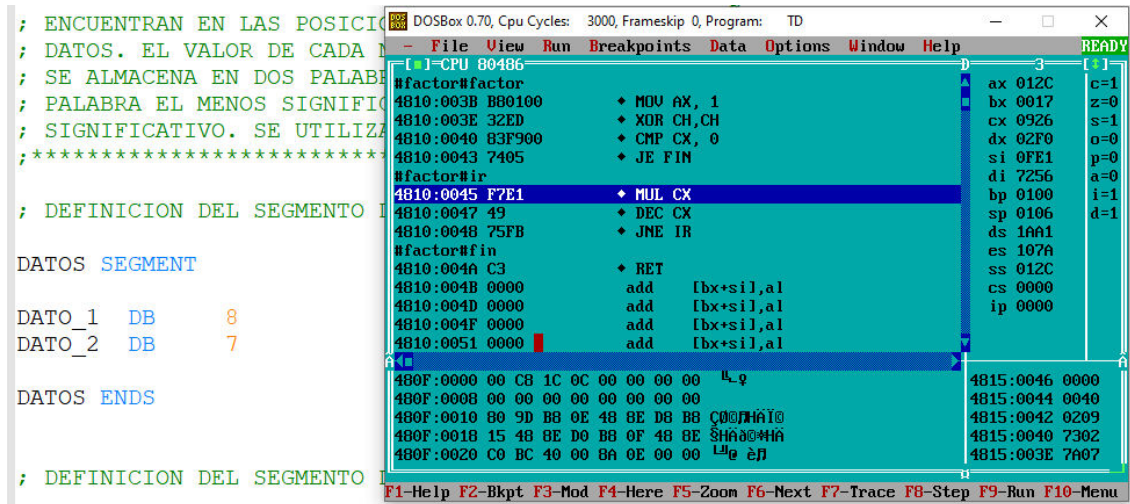 ; ENCUENTRAN EN LAS POSICIO
; DATOS. EL VALOR DE CADA
; SE ALMACENA EN DOS PALAB
; PALABRA EL MENOS SIGNIFI
; SIGNIFICATIVO. SE UTILIZA
;**************************
; DEFINICION DEL SEGMENTO
DATOS SEGMENT
DATO_1 DB 8
DATO_2 DB 7
DATOS ENDS
; DEFINICION DEL SEGMENTO
DOSBox 0.70, Cpu Cycles: 3000, Frameskip 0, Program: TD
- File View Run Breakpoints Data Options Window Help READY
[■]=CPU 80486 3 [↕]
#factor#factor
4810:003B B80100 ♦ MOV AX, 1
4810:003E 32ED ♦ XOR CH,CH
4810:0040 83F900 ♦ CMP CX, 0
4810:0043 7405 ♦ JE FIN
#factor#ir
4810:0045 F7E1 ♦ MUL CX
4810:0047 49 ♦ DEC CX
4810:0048 75FB ♦ JNE IR
#factor#fin
4810:004A C3 ♦ RET
4810:004B 0000 add [bx+si],al
4810:004D 0000 add [bx+si],al
4810:004F 0000 add [bx+si],al
4810:0051 0000 add [bx+si],al
ax 012C c=1
bx 0017 z=0
cx 0926 s=1
dx 02F0 o=0
si 0FE1 p=0
di 7256 a=0
bp 0100 i=1
sp 0106 d=1
ds 1AA1
es 107A
ss 012C
cs 0000
ip 0000
480F:0000 00 C8 1C 0C 00 00 00 00
480F:0008 00 00 00 00 00 00 00 00
480F:0010 80 9D B8 0E 48 8E D8 B8
480F:0018 15 48 8E D0 B8 0F 48 8E
480F:0020 C0 BC 40 00 8A 0E 00 00
4815:0046 0000
4815:0044 0040
4815:0042 0209
4815:0040 7302
4815:003E 7A07
F1-Help F2-Bkpt F3-Mod F4-Here F5-Zoom F6-Next F7-Trace F8-Step F9-Run F10-Menu